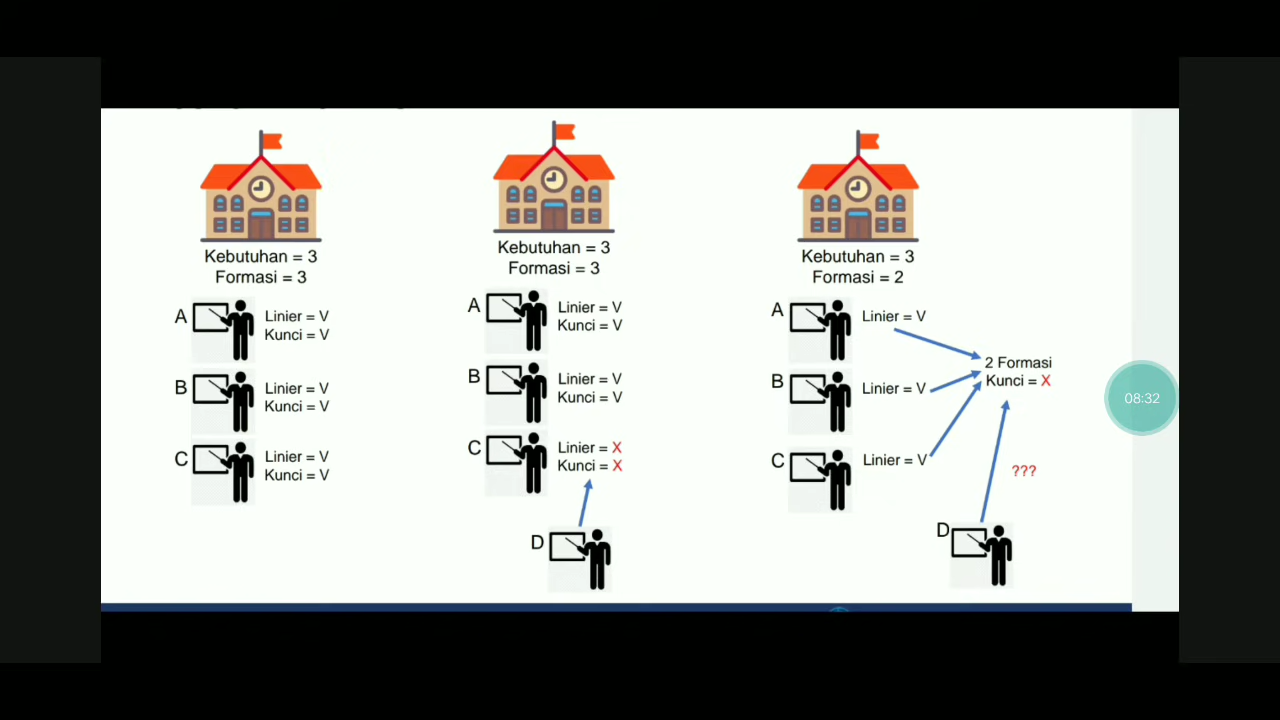 Kebutuhan = 3
Formasi = 3
A
Linier = V
Kunci = V
B
Linier = V
Kunci = V
C
Linier = V
Kunci = V
Kebutuhan = 3
Formasi = 3
A
Linier = V
Kunci = V
B
Linier = V
Kunci = V
C
Linier = X
Kunci = X
D
Kebutuhan = 3
Formasi = 2
A
Linier = V
B
Linier = V
C
Linier = V
2 Formasi
Kunci = X
???
D
08:32